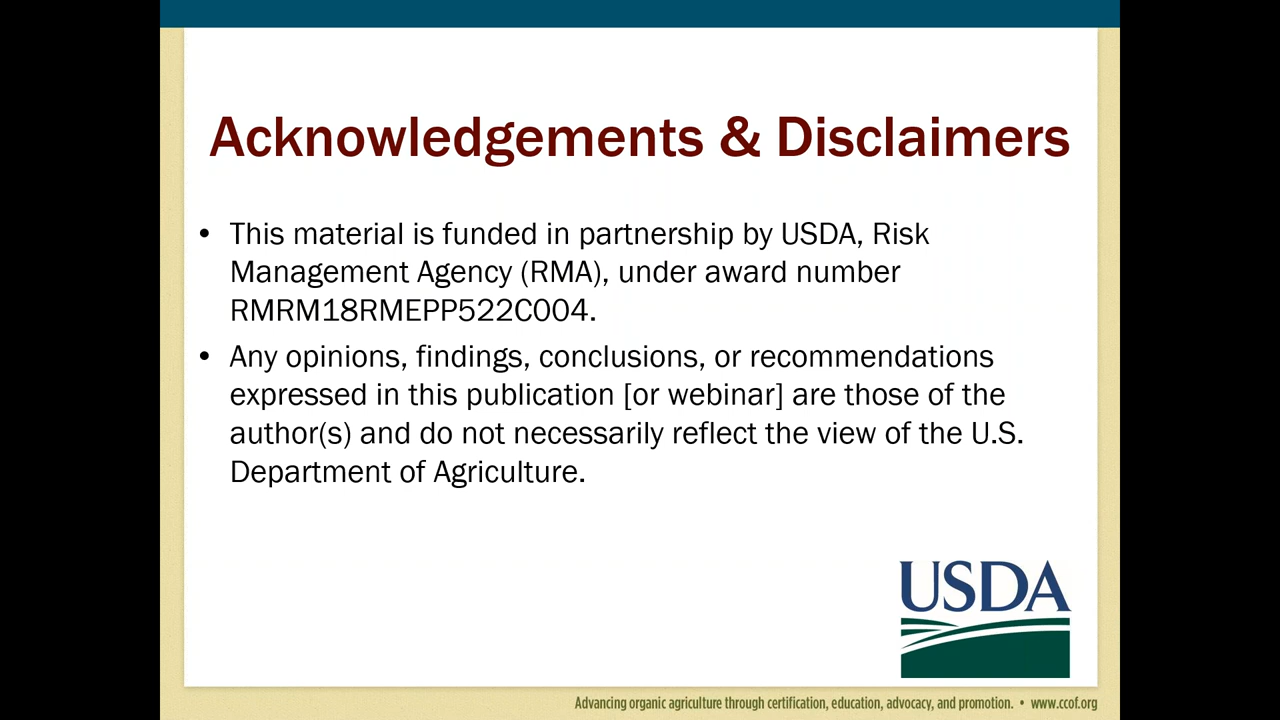 Acknowledgements & Disclaimers
• This material is funded in partnership by USDA, Risk
Management Agency (RMA), under award number
RMRM18RMEPP522C004.
• Any opinions, findings, conclusions, or recommendations
expressed in this publication [or webinar] are those of the
author(s) and do not necessarily reflect the view of the U.S.
Department of Agriculture.
USDA
Advancing organic agriculture through certification, education, advocacy, and promotion. • www.ccof.org